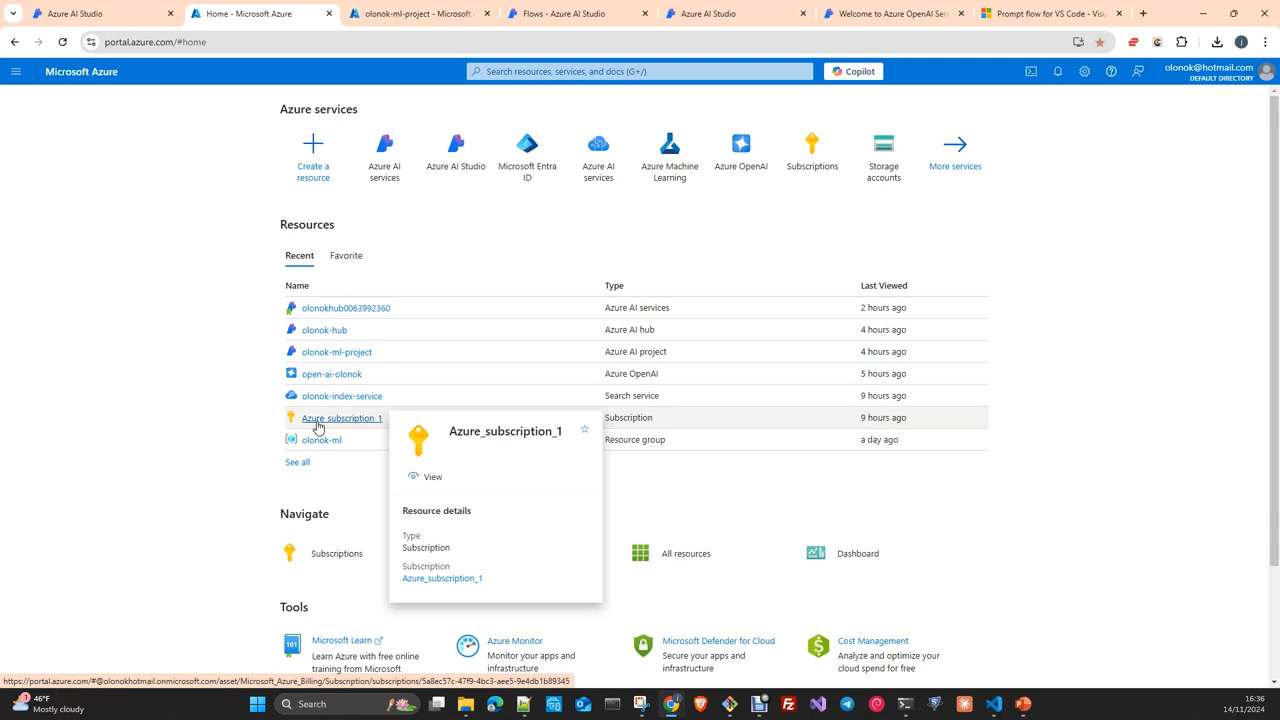 Azure AI Studio
Home - Microsoft Azure
olonok-ml-project - Microsoft A
Flows - Azure AI Studio
Azure AI Studio
Welcome to Azure OpenAI Serv
Prompt flow for VS Code - Visu
portal.azure.com/#home
Microsoft Azure
Search resources, services, and docs (G+/)
Copilot
olonok@hotmail.com
DEFAULT DIRECTORY
Azure services
Create a
resource
Azure AI
services
Azure AI Studio
Microsoft Entra
ID
Azure AI
services
Azure Machine
Learning
Azure OpenAI
Subscriptions
Storage
accounts
More services
Resources
Recent
Favorite
Name
Type
Last Viewed
olonokhub0063992360
Azure AI services
2 hours ago
olonok-hub
Azure AI hub
4 hours ago
olonok-ml-project
Azure AI project
4 hours ago
open-ai-olonok
Azure OpenAI
5 hours ago
olonok-index-service
Search service
9 hours ago
Azure_subscription_1
Subscription
9 hours ago
olonok-ml
Resource group
a day ago
See all
Azure_subscription_1
View
Resource details
Type
Subscription
Subscription
Azure_subscription_1
Navigate
Subscriptions
All resources
Dashboard
Tools
Microsoft Learn
Learn Azure with free online
training from Microsoft
Azure Monitor
Monitor your apps and
infrastructure
Microsoft Defender for Cloud
Secure your apps and
infrastructure
Cost Management
Analyze and optimize your
cloud spend for free
https://portal.azure.com/#@olonokhotmail.onmicrosoft.com/asset/Microsoft_Azure_Billing/Subscription/subscriptions/5a8ec57c-47f9-4bc3-aee5-9e4db1b89345
46°F
Mostly cloudy
Search
16:36
14/11/2024